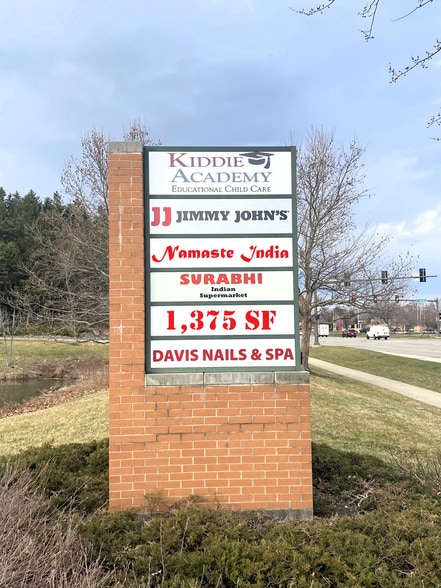 KIDDIE
ACADEMY
EDUCATIONAL CHILD CARE
JJ JIMMY JOHN'S
Namaste India
SURABHI
Indian
Supermarket
1,375 SF
DAVIS NAILS & SPA